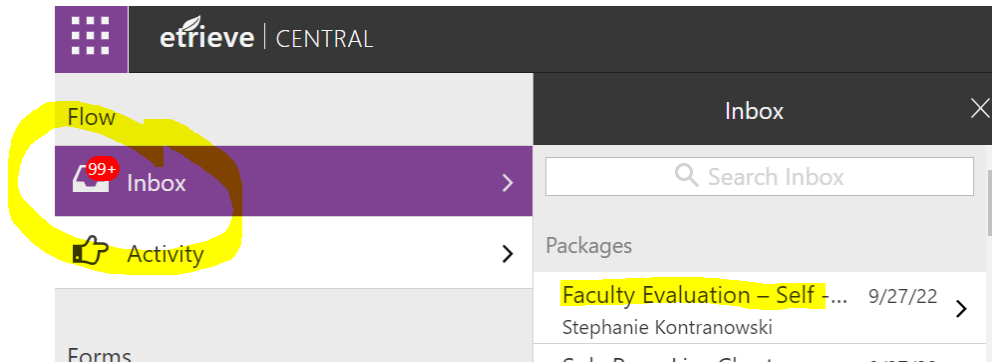 etrieve | CENTRAL
Flow
99+
Inbox
Activity
Forms
Inbox
Search Inbox
Packages
Faculty Evaluation – Self -... 9/27/22
Stephanie Kontranowski